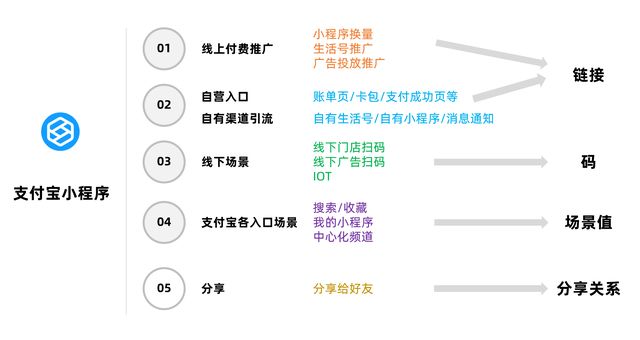 支付宝小程序
01
线上付费推广
小程序换量
生活号推广
广告投放推广
链接
02
自营入口
账单页/卡包/支付成功页等
自有渠道引流
自有生活号/自有小程序/消息通知
03
线下场景
线下门店扫码
线下广告扫码
IOT
码
04
支付宝各入口场景
搜索/收藏
我的小程序
中心化频道
场景值
05
分享
分享给好友
分享关系